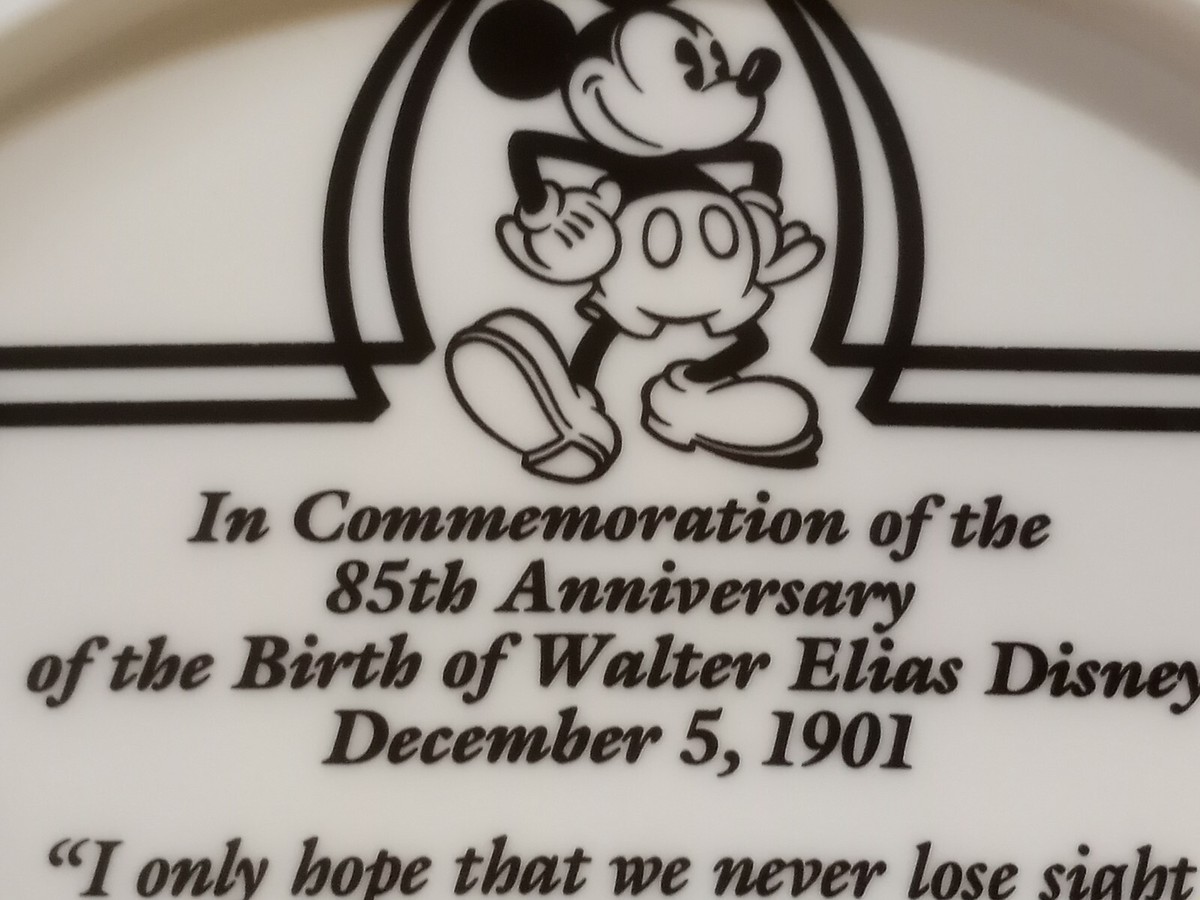 In Commemoration of the
85th Anniversary
of the Birth of Walter Elias Disney
December 5, 1901
“I only hope that we never lose sight